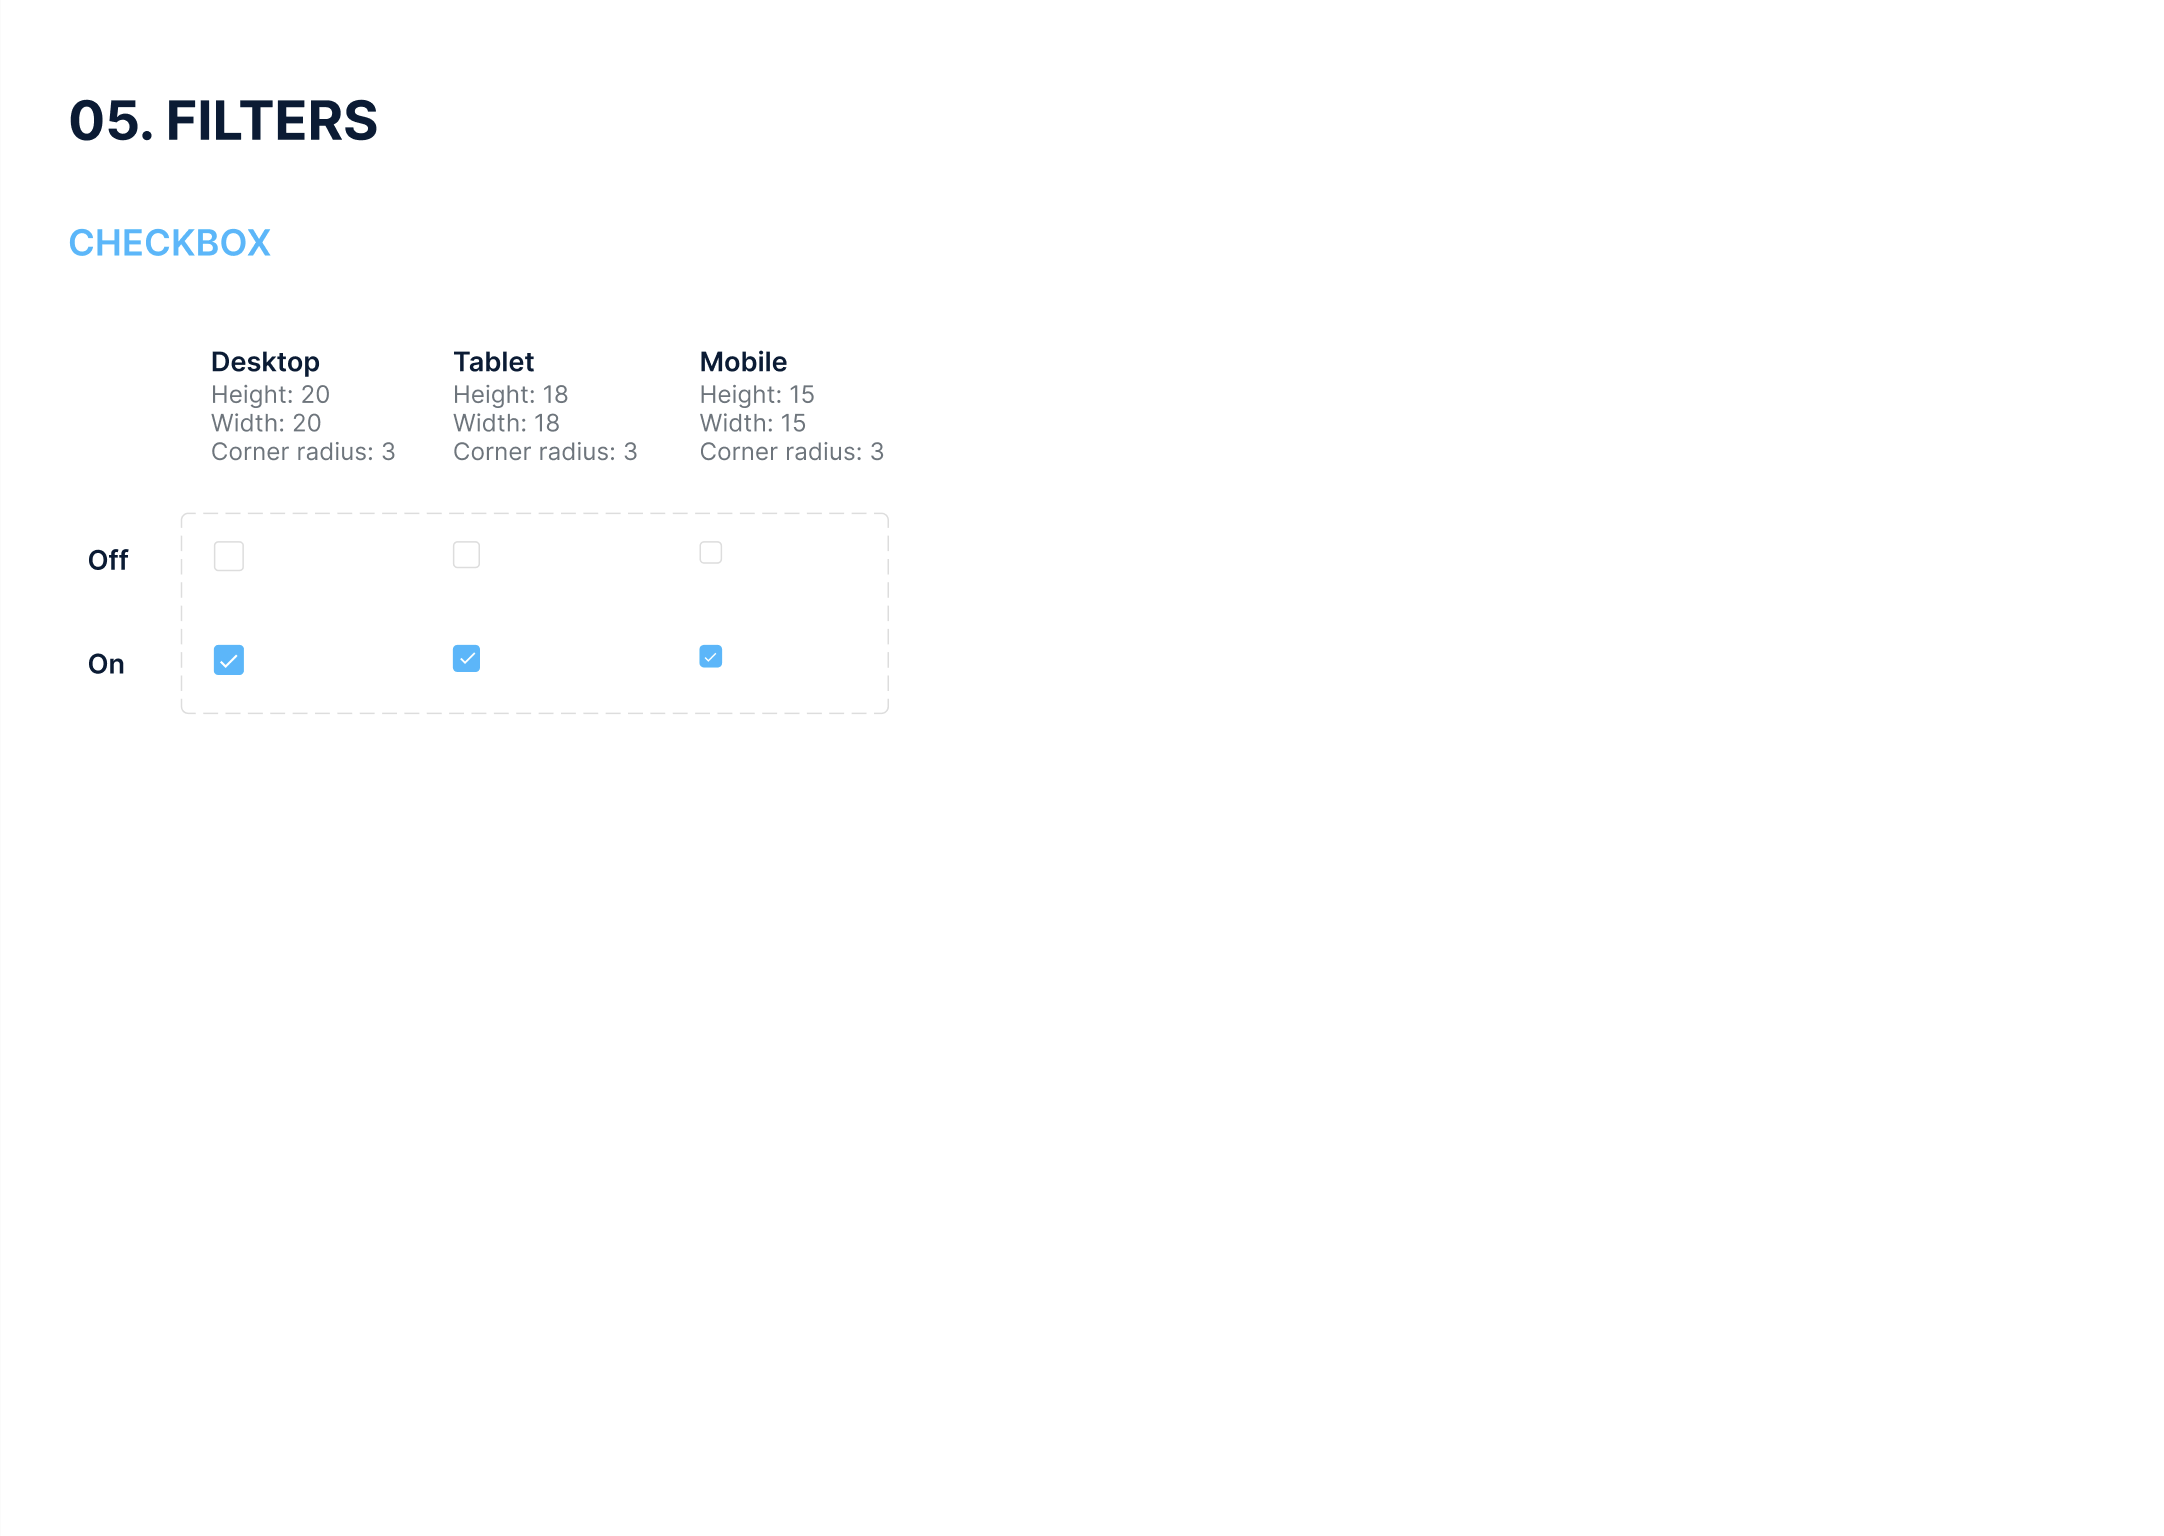 05. FILTERS
CHECKBOX
Desktop
Height: 20
Width: 20
Corner radius: 3
Tablet
Height: 18
Width: 18
Corner radius: 3
Mobile
Height: 15
Width: 15
Corner radius: 3
Off
On